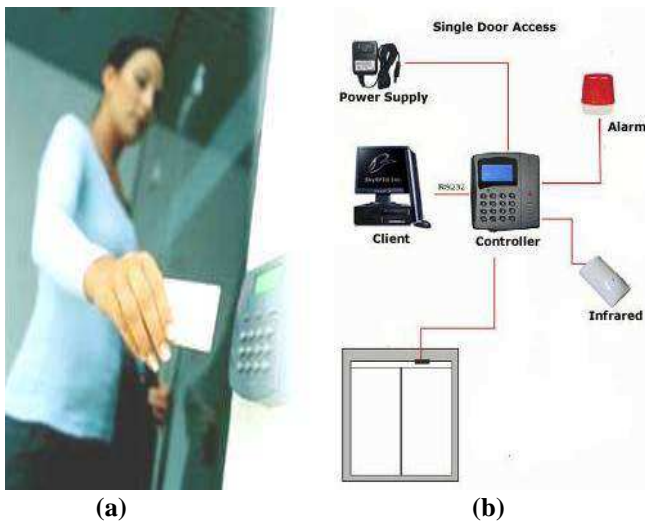 Single Door Access
Power Supply
Alarm
RS232
Client
Controller
Infrared
(a)
(b)